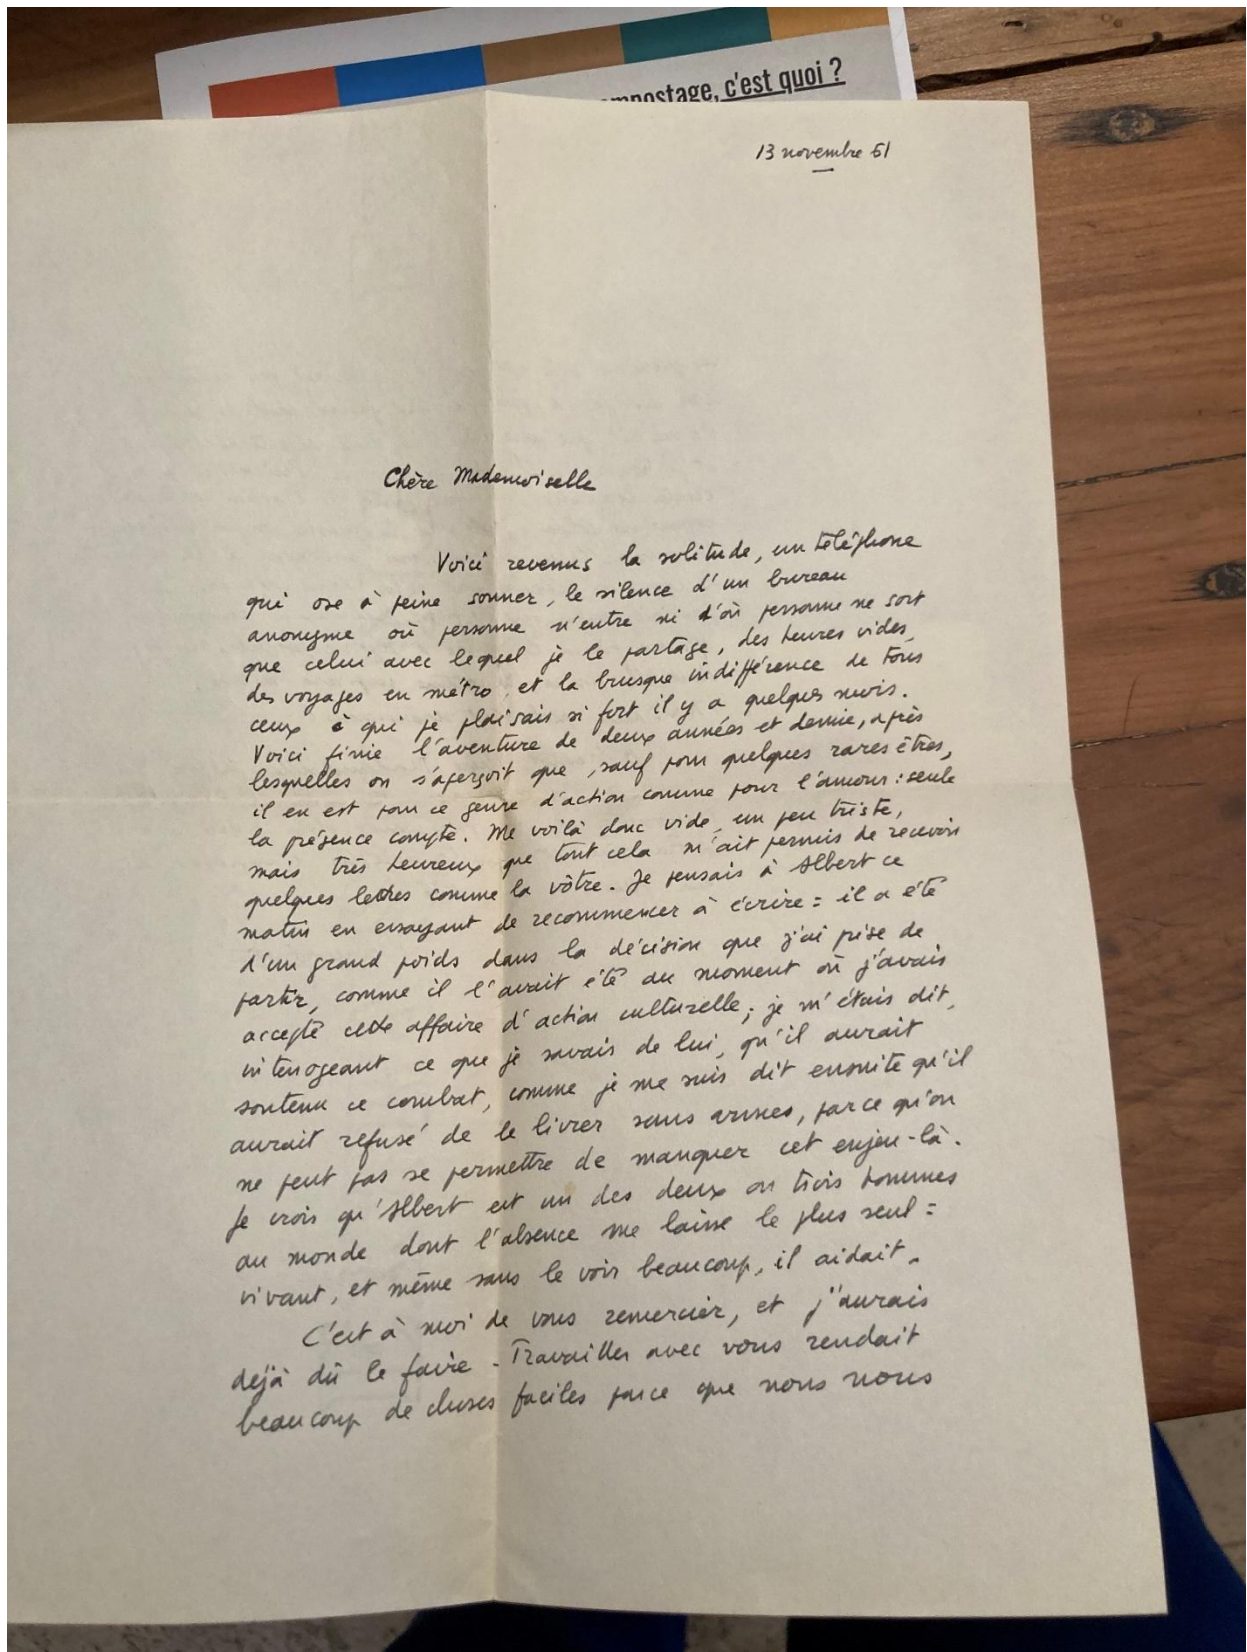 mpostage, c'est quoi ?
13 novembre 61
Chère Mademoiselle
Voici revenus la solitude, un téléphone
qui ose à peine sonner, le silence d'un bureau
anonyme où personne n'entre ni d'où personne ne sort
que celui avec lequel je le partage, des heures vides,
des voyages en métro, et la brusque indifférence de tous
ceux à qui je plaisais si fort il y a quelques mois.
Voici finie l'aventure de deux années et demie, après
lesquelles on s'aperçoit que, sauf pour quelques rares êtres,
il en est pour ce genre d'action comme pour l'amour : seule
la présence compte. Me voilà donc vide, un peu triste,
mais très heureux que tout cela m'ait permis de recevoir
quelques lettres comme la vôtre. Je pensais à Albert ce
matin en essayant de recommencer à écrire : il a été
d'un grand poids dans la décision que j'ai prise de
partir, comme il l'avait été au moment où j'avais
accepté cette affaire d'action culturelle ; je m'étais dit,
interrogeant ce que je savais de lui, qu'il aurait
soutenu ce combat, comme je me suis dit ensuite qu'il
aurait refusé de le livrer sans armes, parce qu'on
ne peut pas se permettre de manquer cet enjeu-là.
Je crois qu'Albert est un des deux ou trois hommes
au monde dont l'absence me laisse le plus seul :
vivant, et même sans le voir beaucoup, il aidait.
C'est à moi de vous remercier, et j'aurais
déjà dû le faire. Travailler avec vous rendait
beaucoup de choses faciles parce que nous nous